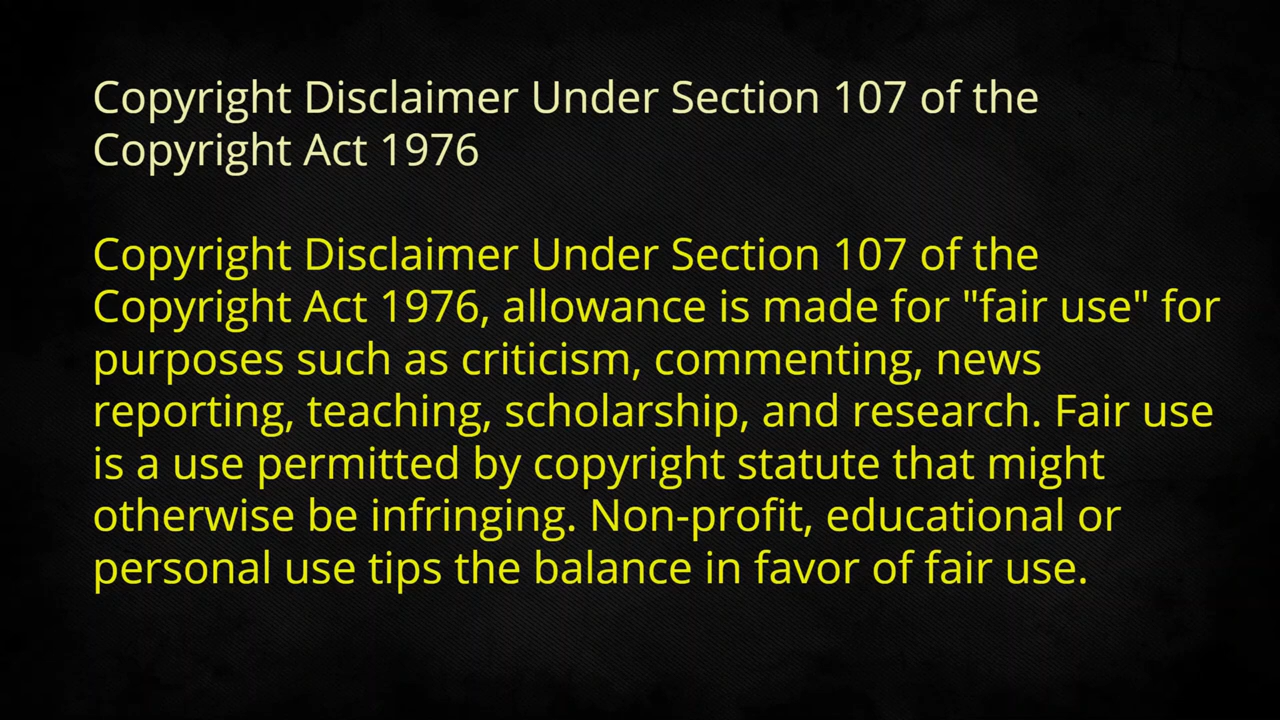 Copyright Disclaimer Under Section 107 of the
Copyright Act 1976
Copyright Disclaimer Under Section 107 of the
Copyright Act 1976, allowance is made for "fair use" for
purposes such as criticism, commenting, news
reporting, teaching, scholarship, and research. Fair use
is a use permitted by copyright statute that might
otherwise be infringing. Non-profit, educational or
personal use tips the balance in favor of fair use.